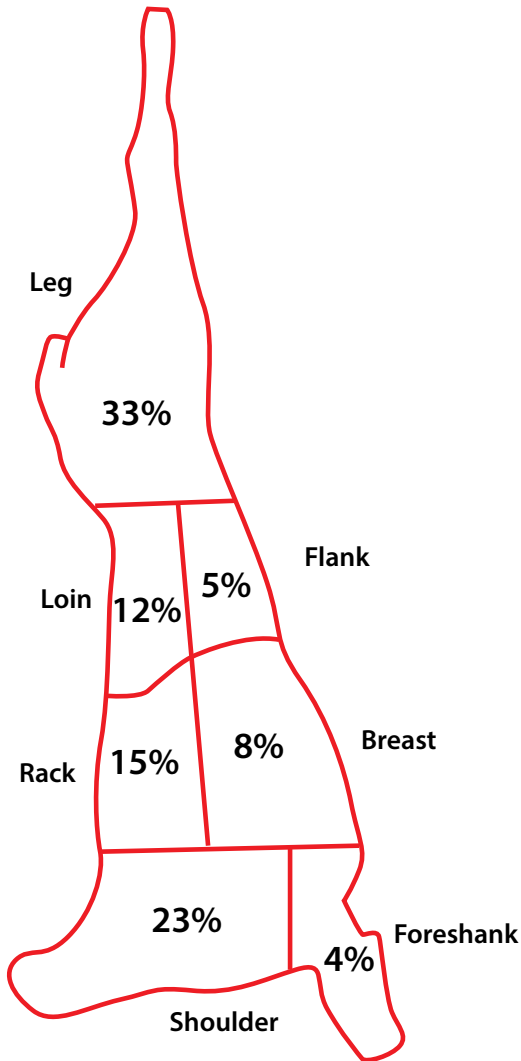 Leg
33%
Flank
5%
Loin
12%
Breast
8%
Rack
15%
23%
Foreshank
4%
Shoulder